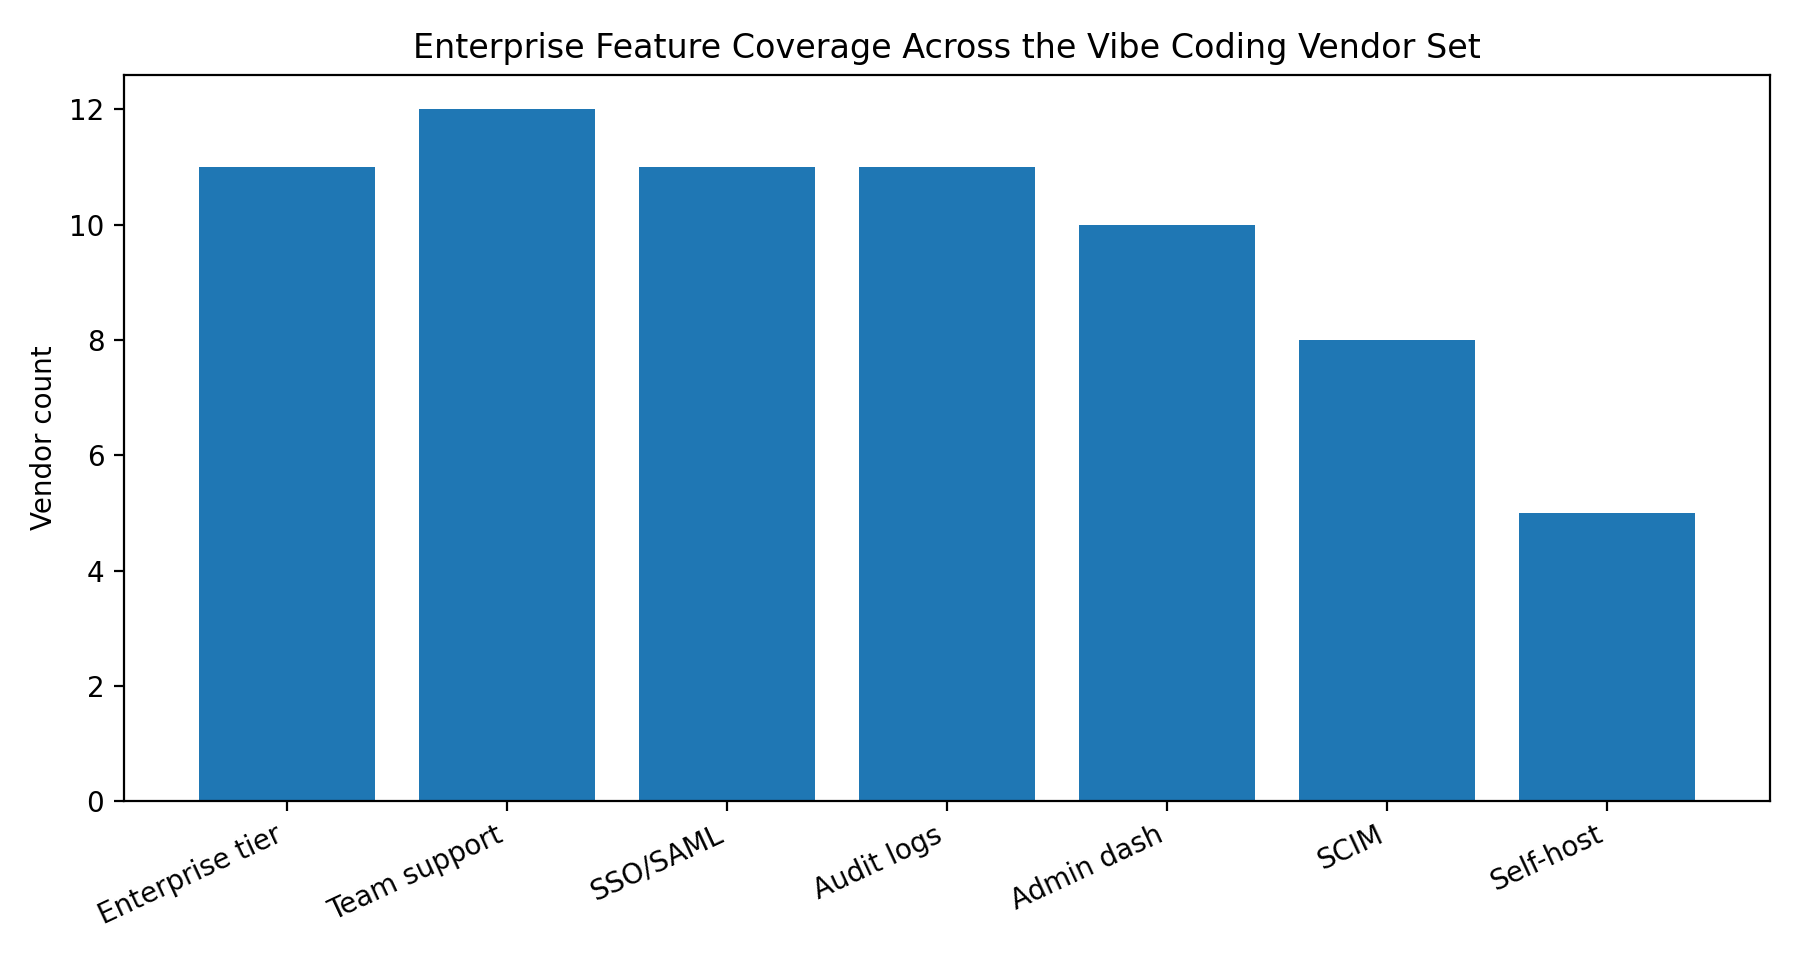 Enterprise Feature Coverage Across the Vibe Coding Vendor Set
Vendor count
12
10
8
6
4
2
0
Enterprise tier
Team support
SSO/SAML
Audit logs
Admin dash
SCIM
Self-host